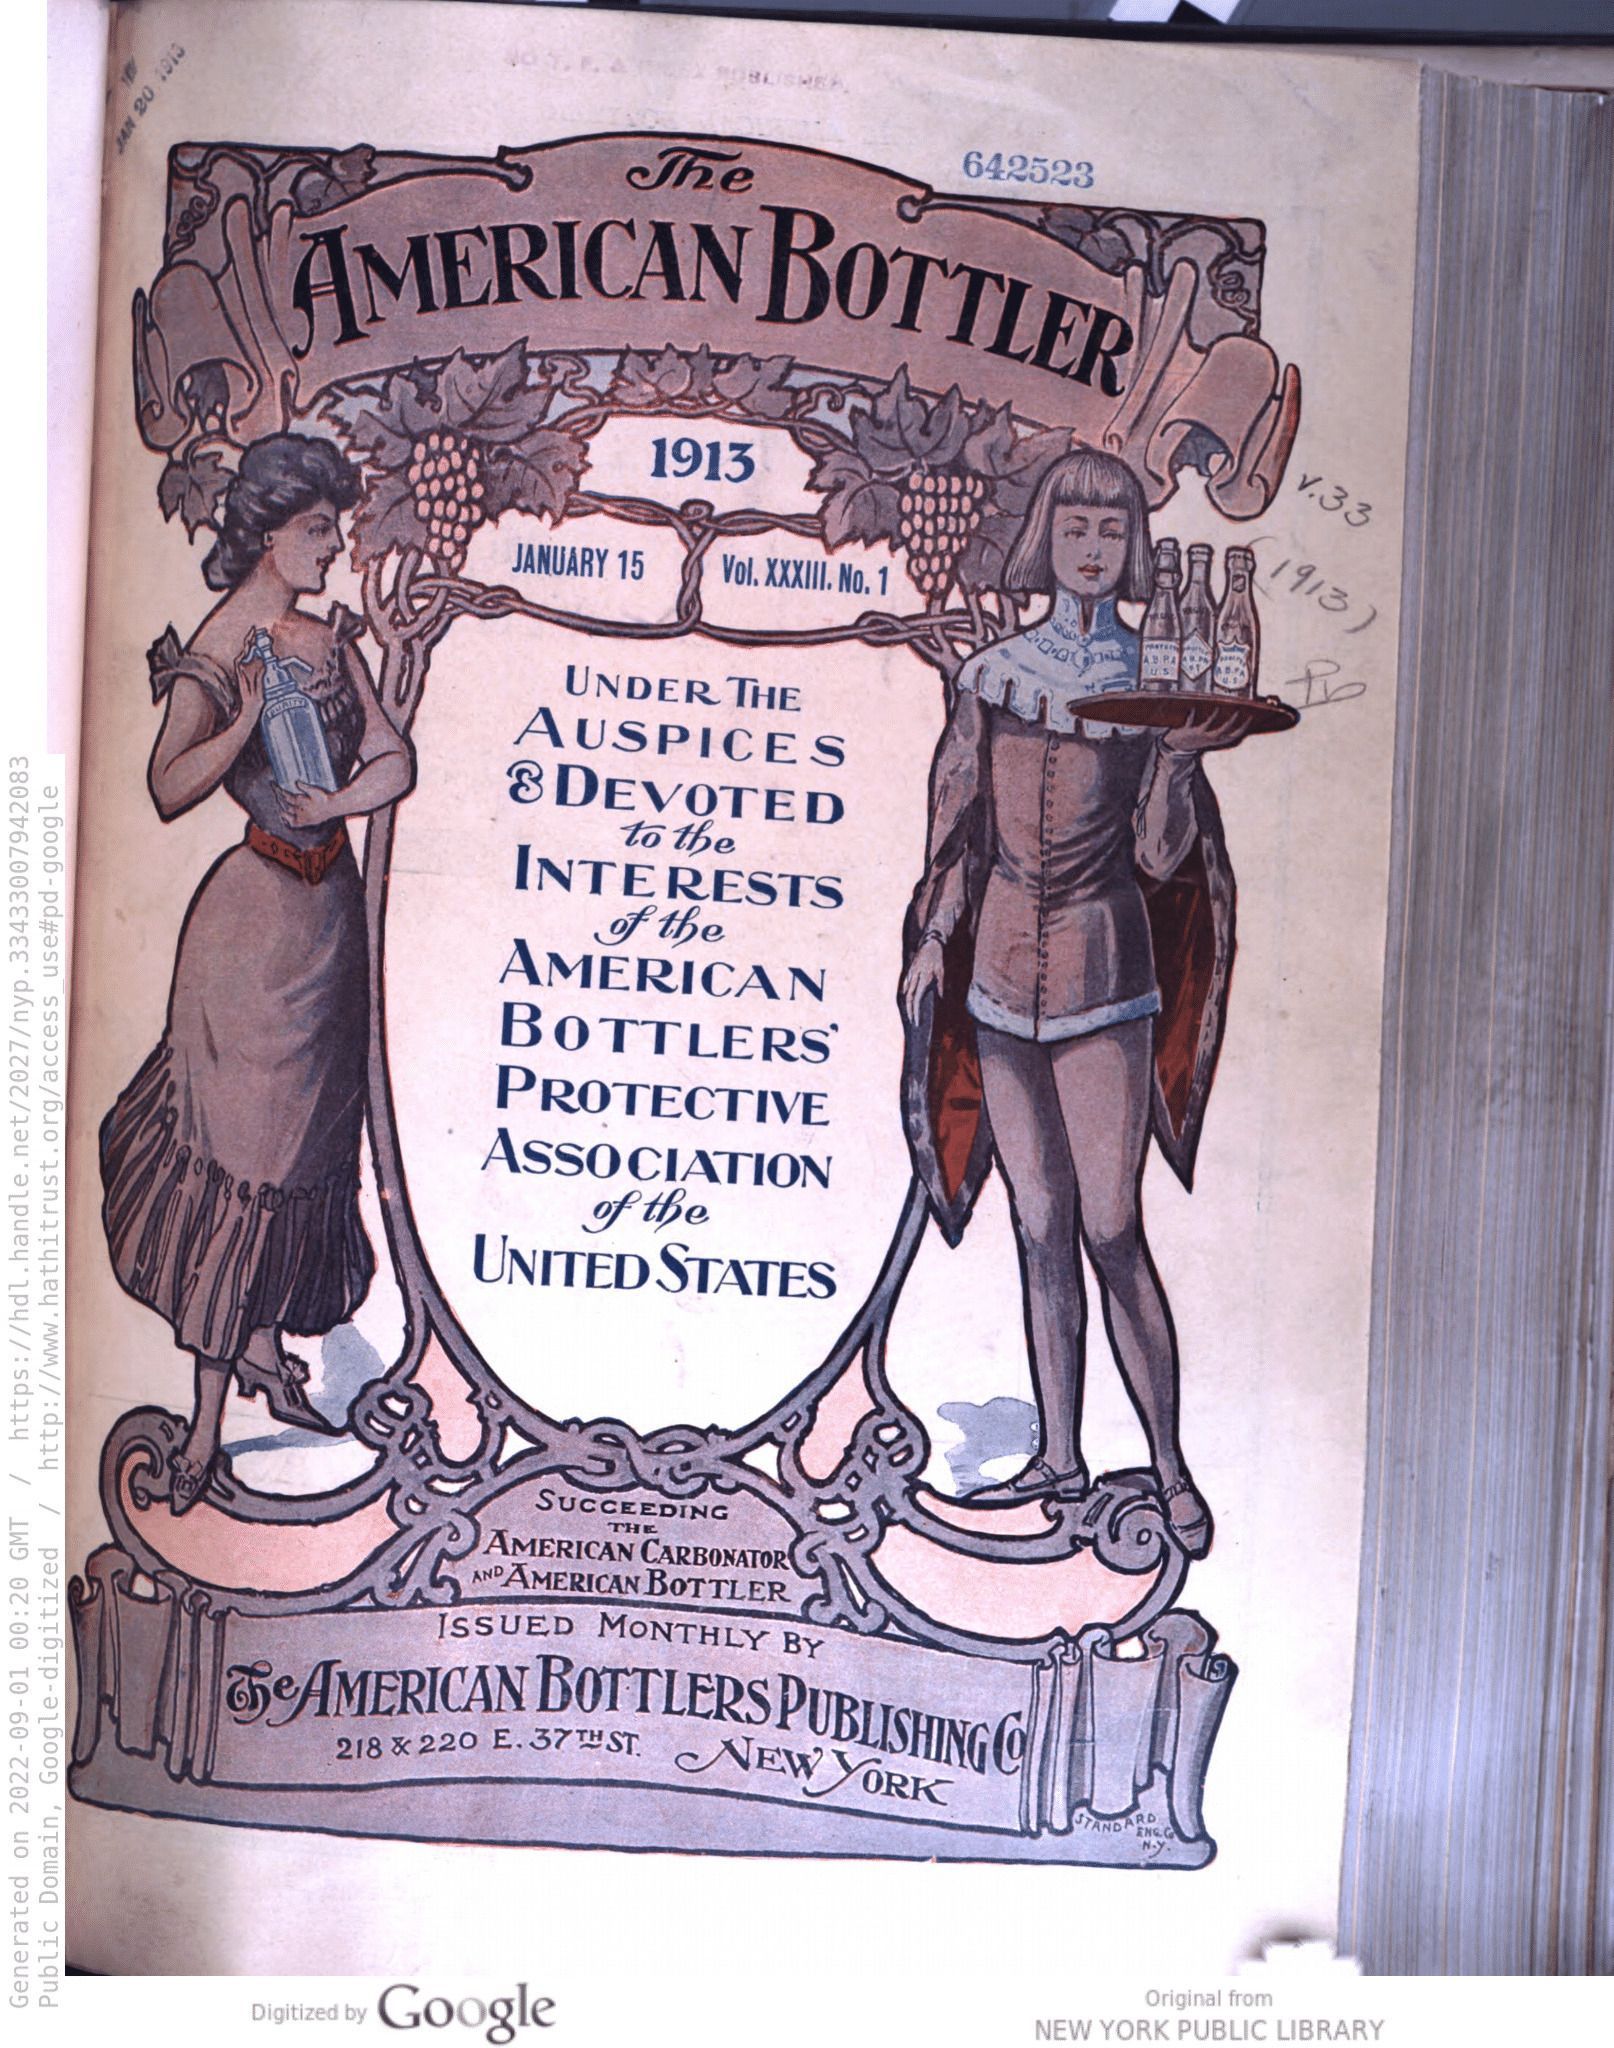 JAN 20 1913
642523
The
AMERICAN BOTTLER
1913
JANUARY 15
Vol. XXXIII. No. 1
v.33
(1913)
PURITY
A.B.P.A.
U.S.
UNDER THE
AUSPICES
& DEVOTED
to the
INTERESTS
of the
AMERICAN
BOTTLERS'
PROTECTIVE
ASSOCIATION
of the
UNITED STATES
SUCCEEDING
THE
AMERICAN CARBONATOR
AND AMERICAN BOTTLER
ISSUED MONTHLY BY
The AMERICAN BOTTLERS PUBLISHING Co
218 & 220 E. 37TH ST. NEW YORK
STANDARD
ENG. Co
N.Y.
Generated on 2022-09-01 00:20 GMT / https://hdl.handle.net/2027/nyp.33433007942083
Public Domain, Google-digitized / http://www.hathitrust.org/access_use#pd-google
Digitized by Google
Original from
NEW YORK PUBLIC LIBRARY